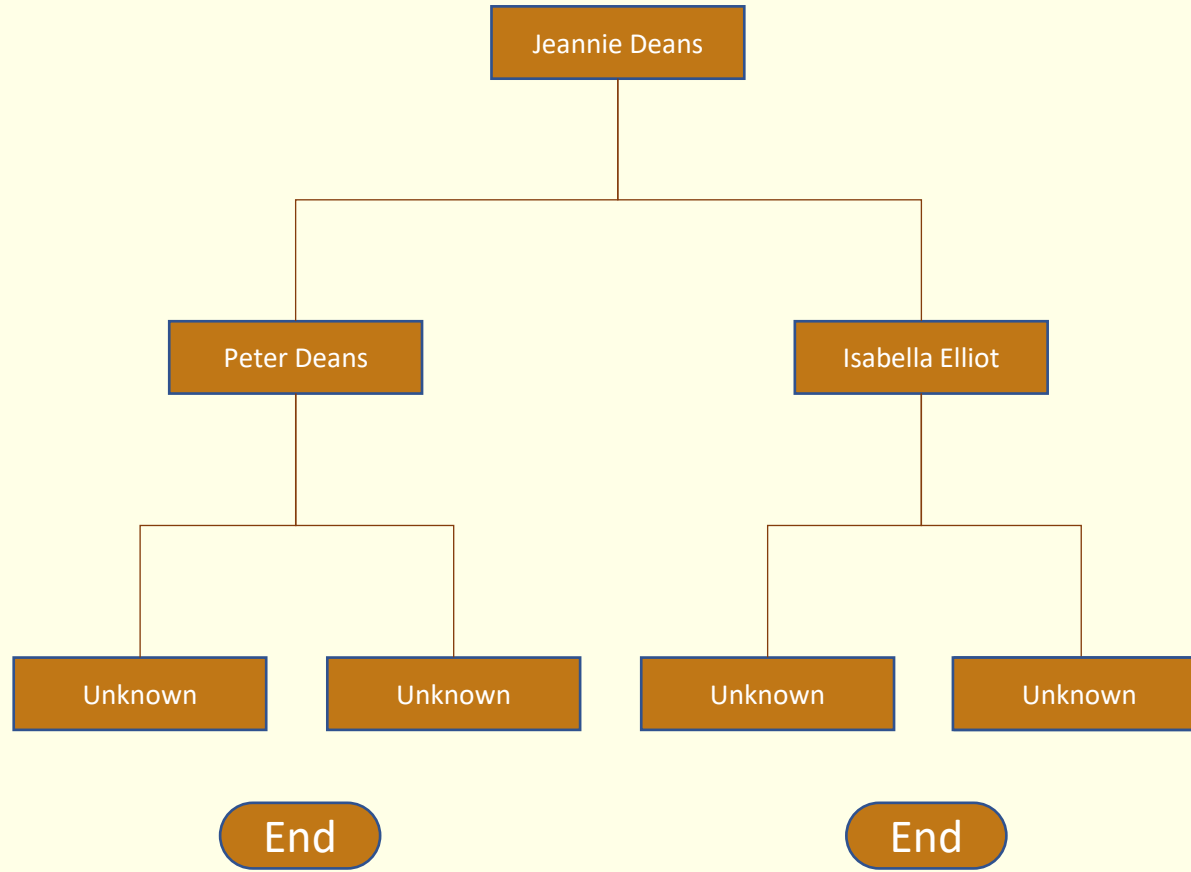 Jeannie Deans
Peter Deans
Isabella Elliot
Unknown
Unknown
Unknown
Unknown
End
End